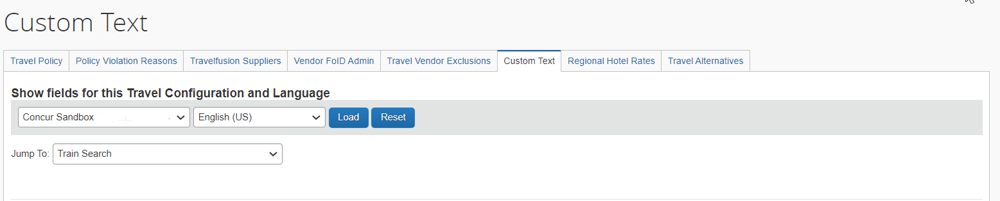 Custom Text
Travel Policy Policy Violation Reasons Travelfusion Suppliers Vendor FoID Admin Travel Vendor Exclusions Custom Text Regional Hotel Rates Travel Alternatives
Show fields for this Travel Configuration and Language
Concur Sandbox English (US) Load Reset
Jump To: Train Search